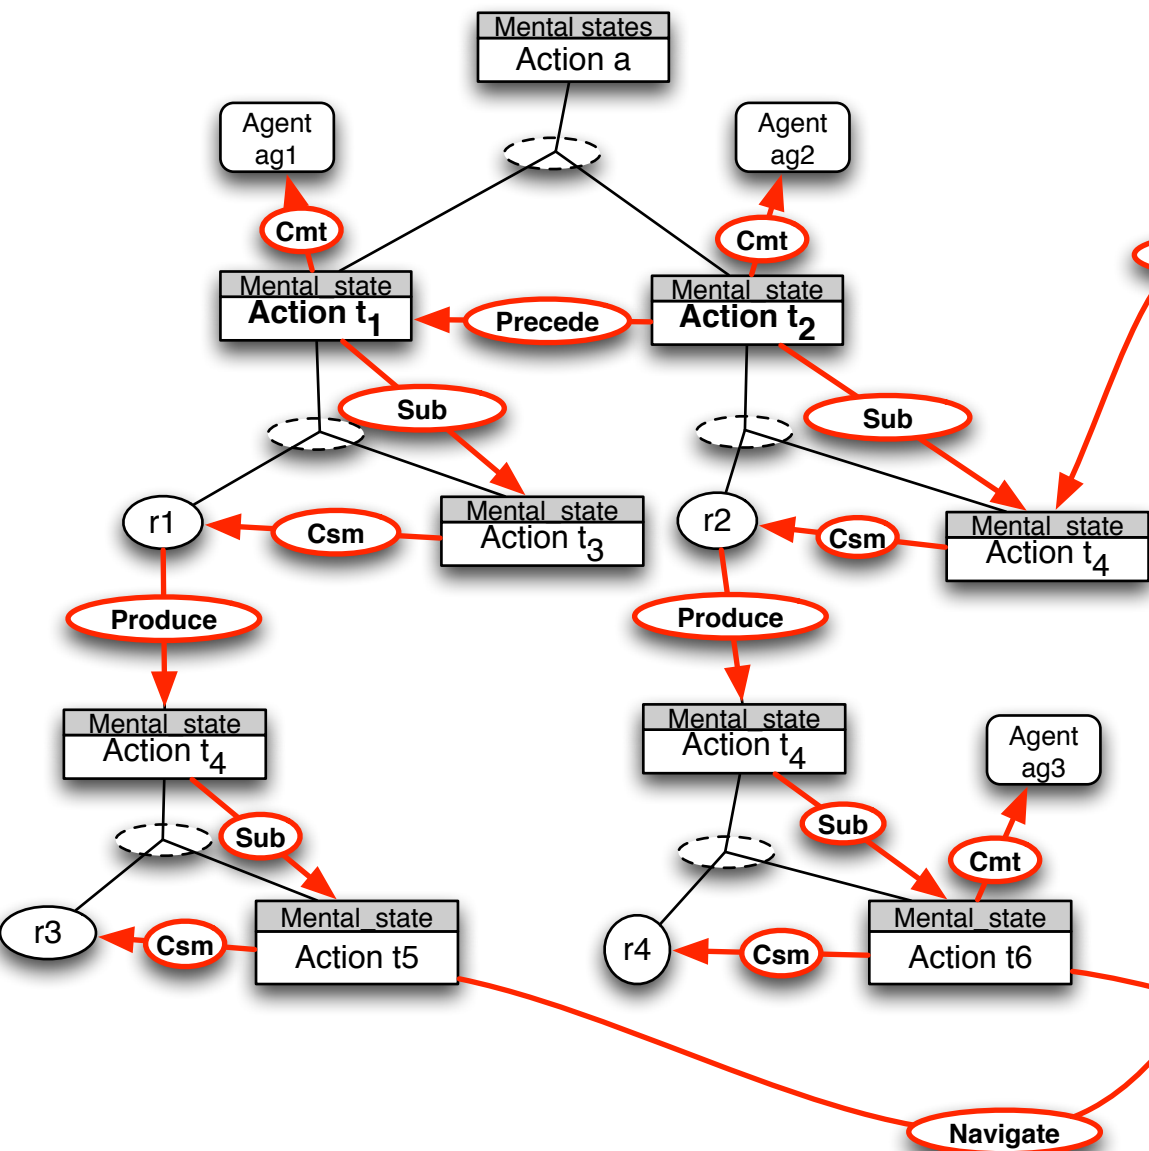 Mental states
Action a
Agent
ag1
Agent
ag2
Cmt
Cmt
Mental_state
Action t1
Precede
Mental_state
Action t2
Sub
Sub
r1
Csm
Mental_state
Action t3
r2
Csm
Mental_state
Action t4
Produce
Produce
Mental_state
Action t4
Mental_state
Action t4
Agent
ag3
Sub
Sub
Cmt
r3
Csm
Mental_state
Action t5
r4
Csm
Mental_state
Action t6
Navigate